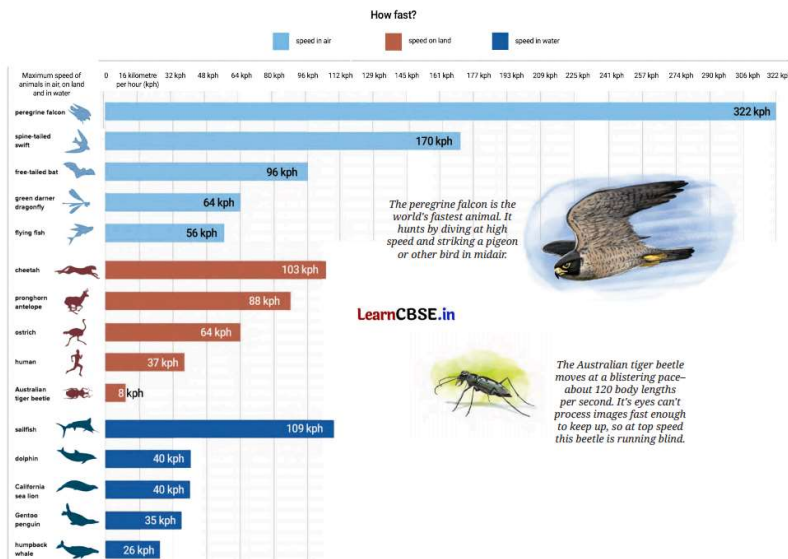 How fast?
speed in air
speed on land
speed in water
Maximum speed of
animals in air, on land
and in water
0 16 kilometre 32 kph 48 kph 64 kph 80 kph 96 kph 112 kph 129 kph 145 kph 161 kph 177 kph 193 kph 209 kph 225 kph 241 kph 257 kph 274 kph 290 kph 306 kph 322 kph
per hour (kph)
peregrine falcon 322 kph
spine-tailed
swift 170 kph
free-tailed bat 96 kph
green darner
dragonfly 64 kph
flying fish 56 kph
The peregrine falcon is the
world's fastest animal. It
hunts by diving at high
speed and striking a pigeon
or other bird in midair.
cheetah 103 kph
pronghorn
antelope 88 kph
LearnCBSE.in
ostrich 64 kph
human 37 kph
Australian
tiger beetle 8 kph
The Australian tiger beetle
moves at a blistering pace–
about 120 body lengths
per second. It's eyes can't
process images fast enough
to keep up, so at top speed
this beetle is running blind.
sailfish 109 kph
dolphin 40 kph
California
sea lion 40 kph
Gentoo
penguin 35 kph
humpback
whale 26 kph